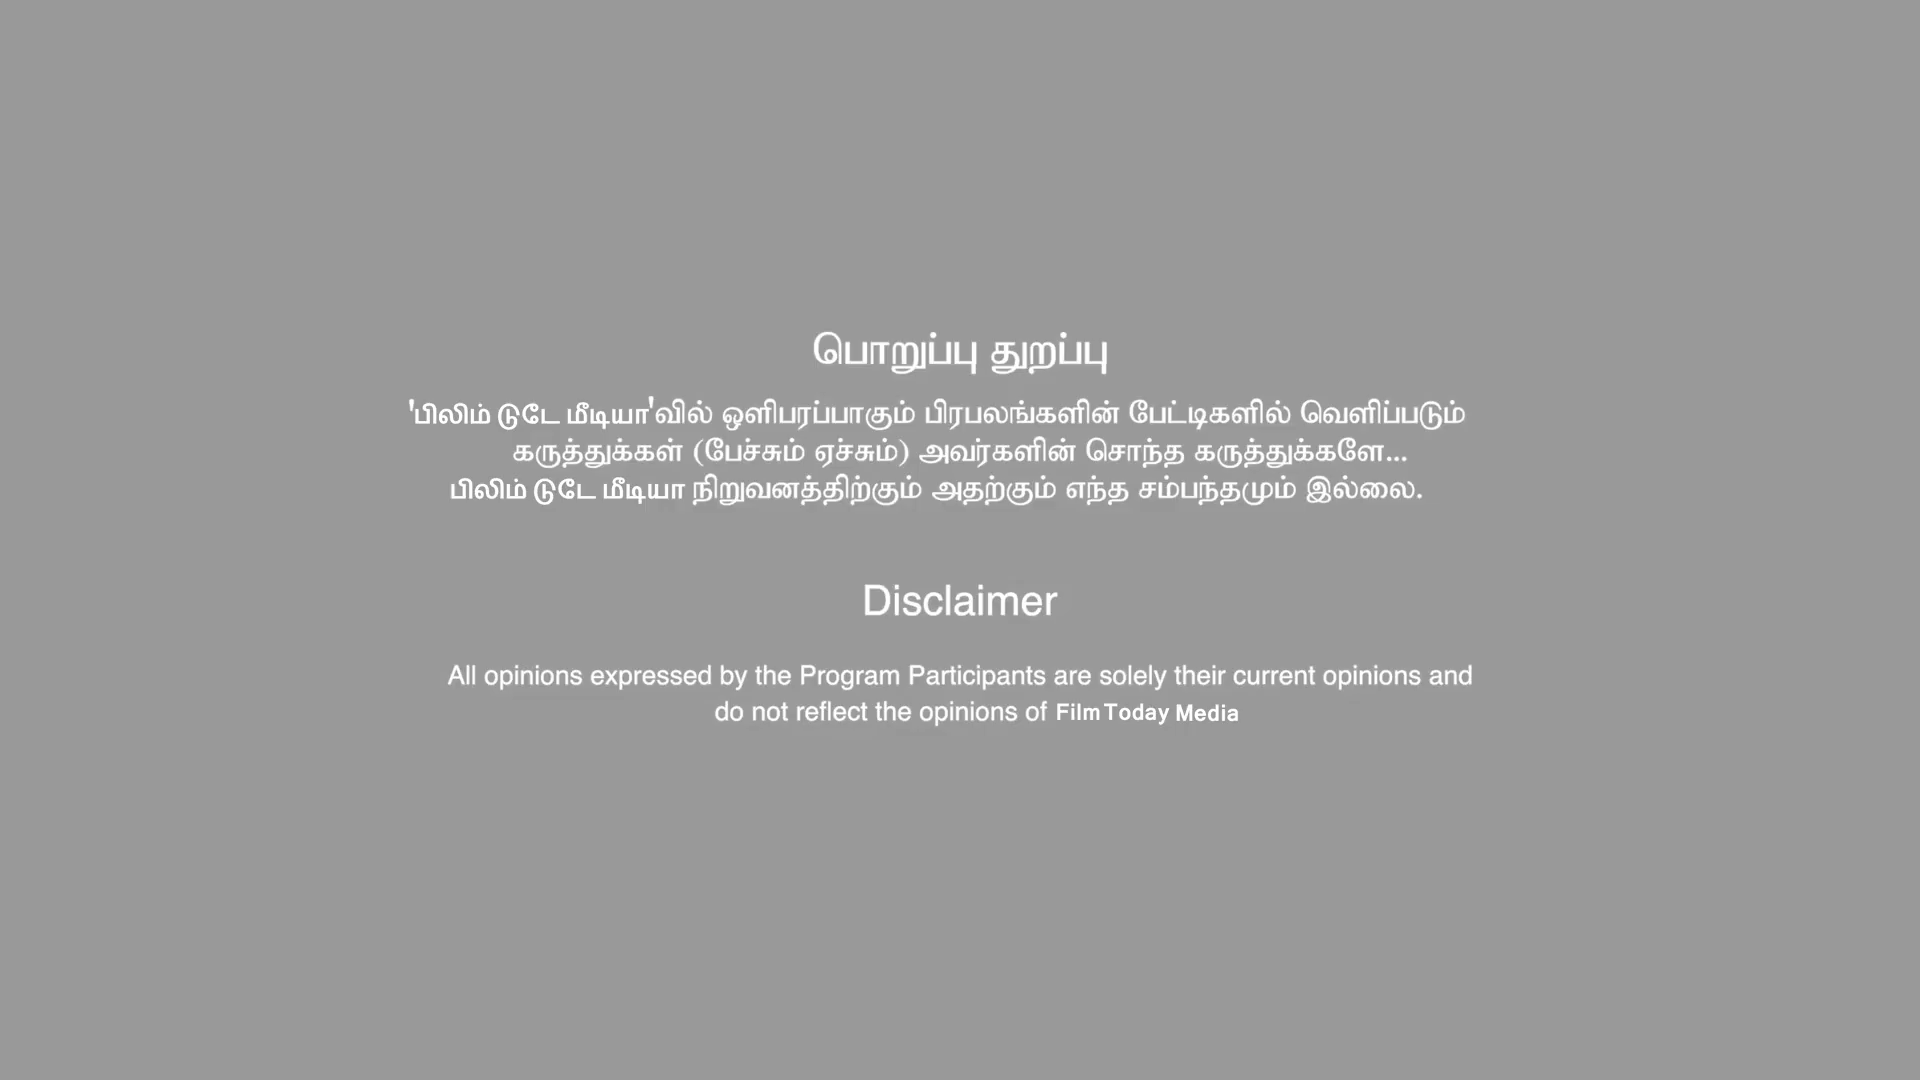 பொறுப்பு துறப்பு
'பிலிம் டுடே மீடியா'வில் ஒளிபரப்பாகும் பிரபலங்களின் பேட்டிகளில் வெளிப்படும்
கருத்துக்கள் (பேச்சும் ஏச்சும்) அவர்களின் சொந்த கருத்துக்களே...
பிலிம் டுடே மீடியா நிறுவனத்திற்கும் அதற்கும் எந்த சம்பந்தமும் இல்லை.
Disclaimer
All opinions expressed by the Program Participants are solely their current opinions and
do not reflect the opinions of Film Today Media